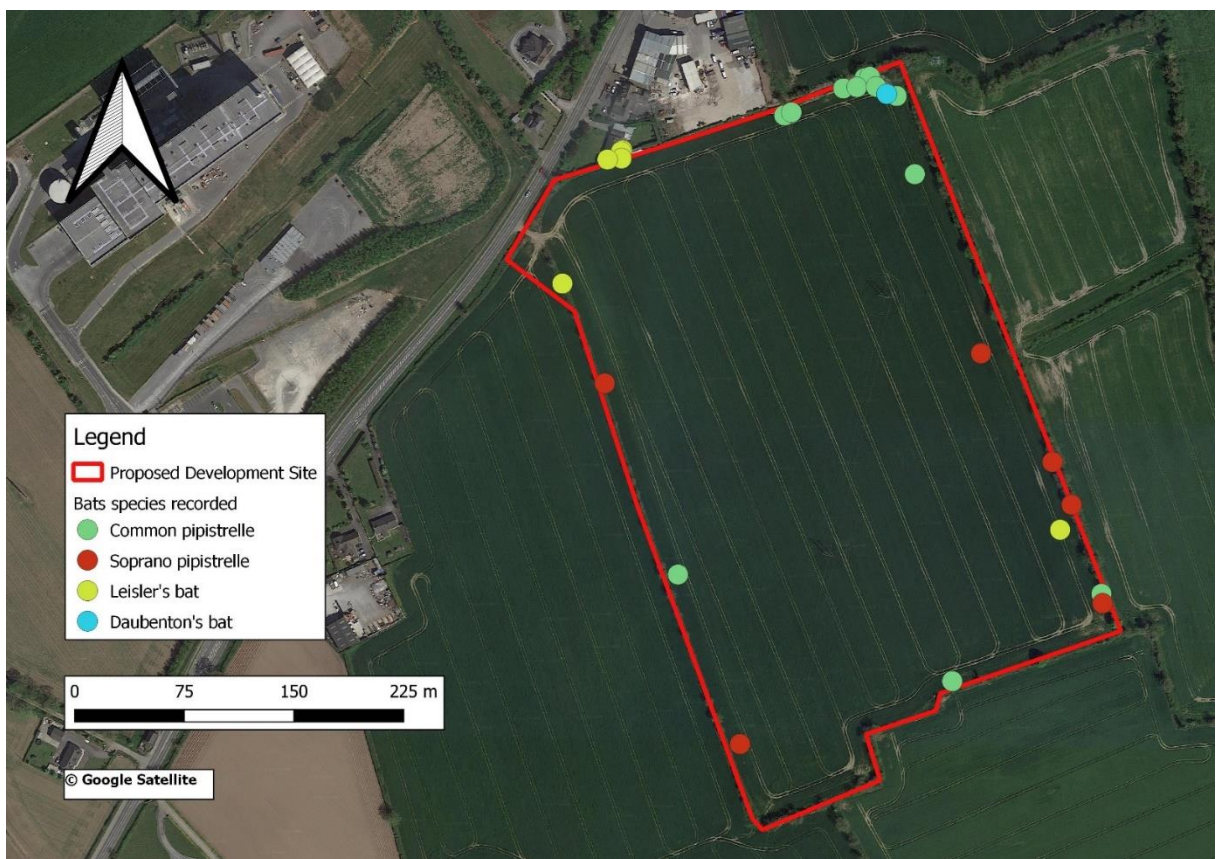 Legend
Proposed Development Site
Bats species recorded
Common pipistrelle
Soprano pipistrelle
Leisler's bat
Daubenton's bat
0 75 150 225 m
© Google Satellite